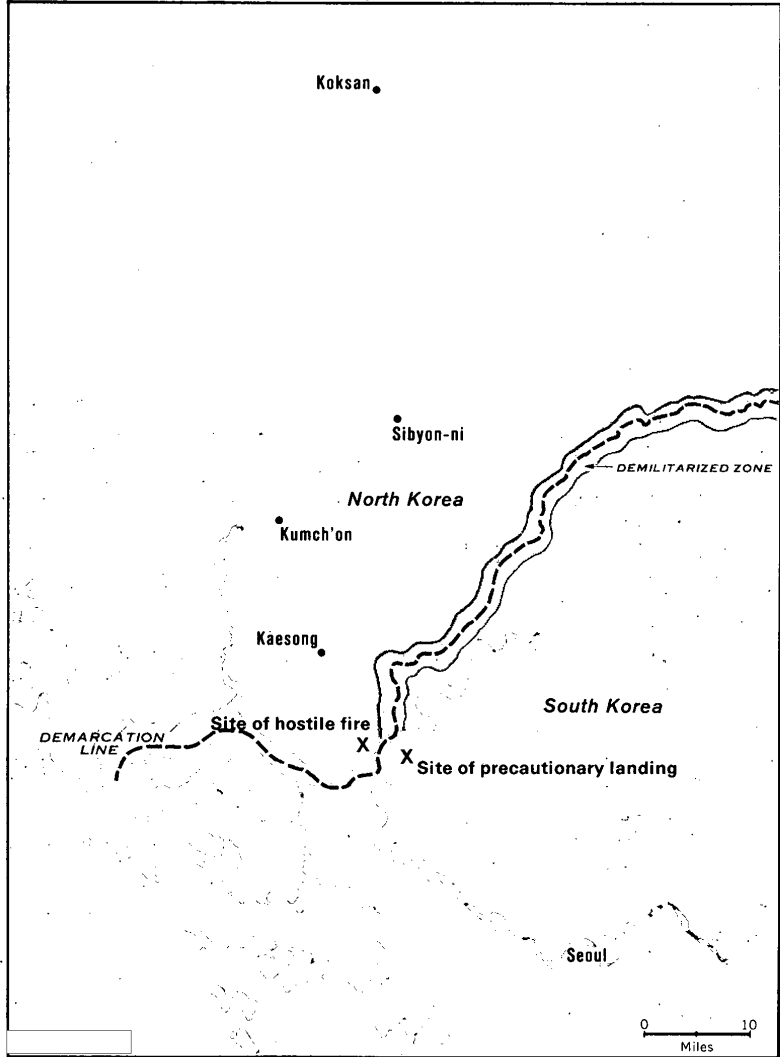 Koksan
Sibyon-ni
DEMILITARIZED ZONE
North Korea
Kumch'on
Kaesong
South Korea
Site of hostile fire
DEMARCATION
LINE
X
X
Site of precautionary landing
Seoul
0 10
Miles